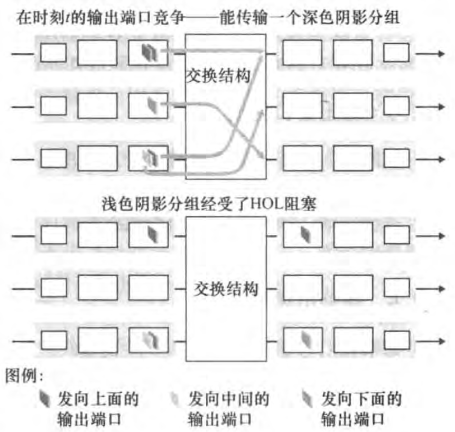 在时刻t的输出端口竞争——能传输一个深色阴影分组
交换结构
浅色阴影分组经受了HOL阻塞
交换结构
图例:
发向上面的输出端口
发向中间的输出端口
发向下面的输出端口